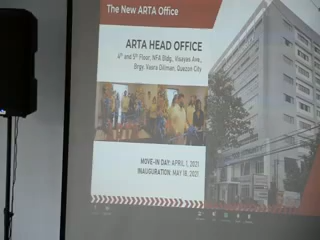 The New ARTA Office
ARTA HEAD OFFICE
4th and 5th Floor, NFA Bldg., Visayas Ave.,
Brgy. Vasra Diliman, Quezon City
MOVE-IN DAY: APRIL 1, 2021
INAUGURATION: MAY 18, 2021